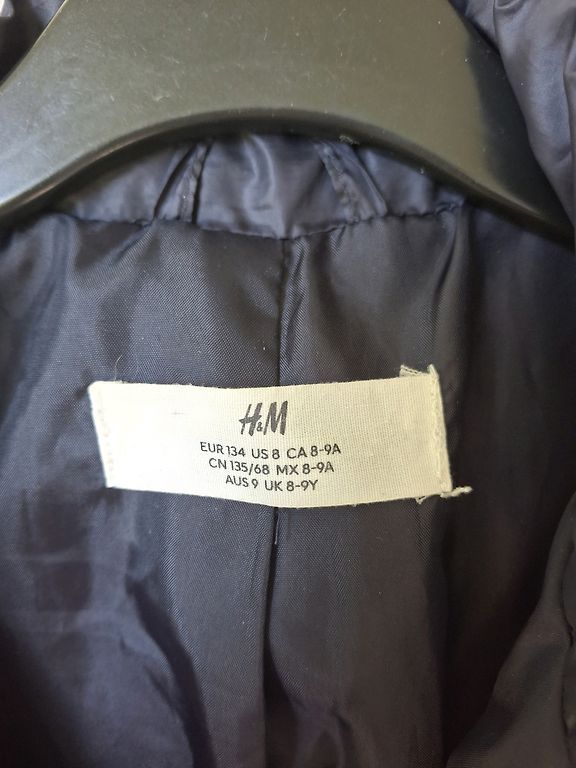 H&M
EUR 134 US 8 CA 8-9A
CN 135/68 MX 8-9A
AUS 9 UK 8-9Y